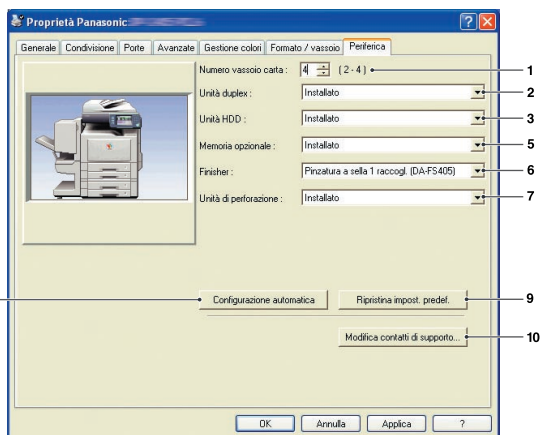 Proprietà Panasonic
Generale Condivisione Porte Avanzate Gestione colori Formato / vassoio Periferica
Numero vassoio carta : 4 ( 2 - 4 ) 1
Unità duplex : Installato 2
Unità HDD : Installato 3
Memoria opzionale : Installato 5
Finisher : Pinzatura a sella 1 raccogl. (DA-FS405) 6
Unità di perforazione : Installato 7
Configurazione automatica Ripristina impost. predef. 9
Modifica contatti di supporto... 10
OK Annulla Applica ?